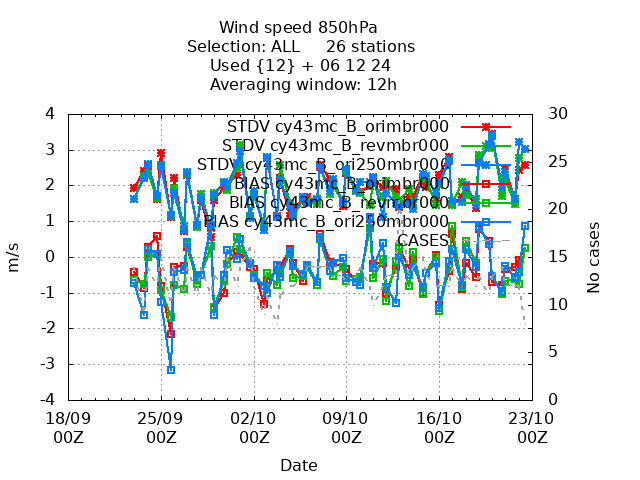 Wind speed 850hPa
Selection: ALL 26 stations
Used {12} + 06 12 24
Averaging window: 12h
STDV cy43mc_B_orimbr000
STDV cy43mc_B_revmbr000
STDV cy43mc_B_ori250mbr000
BIAS cy43mc_B_orimbr000
BIAS cy43mc_B_revmbr000
BIAS cy43mc_B_ori250mbr000
CASES
4
3
2
1
0
-1
-2
-3
-4
m/s
30
25
20
15
10
5
0
No cases
18/09 25/09 02/10 09/10 16/10 23/10
00Z 00Z 00Z 00Z 00Z 00Z
Date